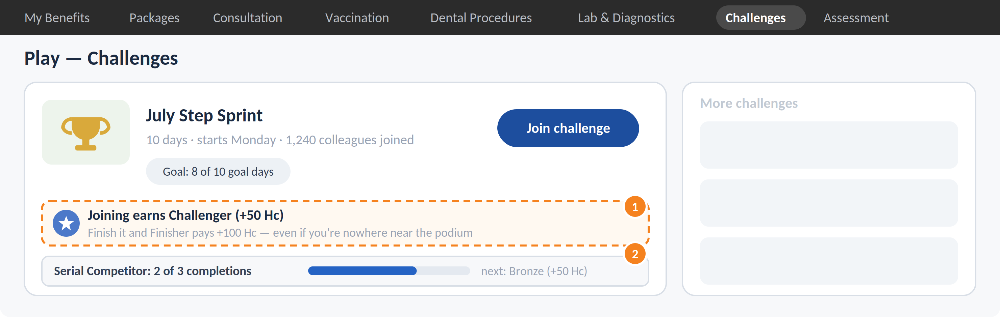 My Benefits Packages Consultation Vaccination Dental Procedures Lab & Diagnostics Challenges Assessment
Play — Challenges
July Step Sprint
10 days · starts Monday · 1,240 colleagues joined
Goal: 8 of 10 goal days
Join challenge
1
Joining earns Challenger (+50 Hc)
Finish it and Finisher pays +100 Hc — even if you're nowhere near the podium
2
Serial Competitor: 2 of 3 completions next: Bronze (+50 Hc)
More challenges